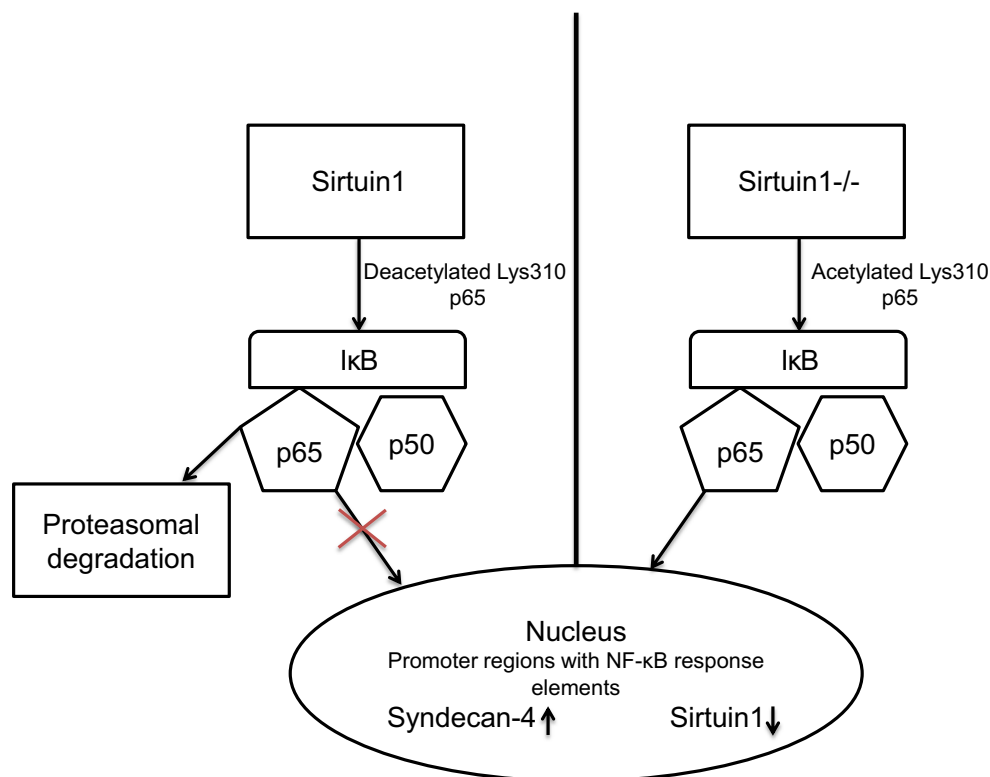 Sirtuin1
Deacetylated Lys310
p65
IκB
p65
p50
Proteasomal
degradation
Sirtuin1-/-
Acetylated Lys310
p65
IκB
p65
p50
Nucleus
Promoter regions with NF-κB response
elements
Syndecan-4↑
Sirtuin1↓